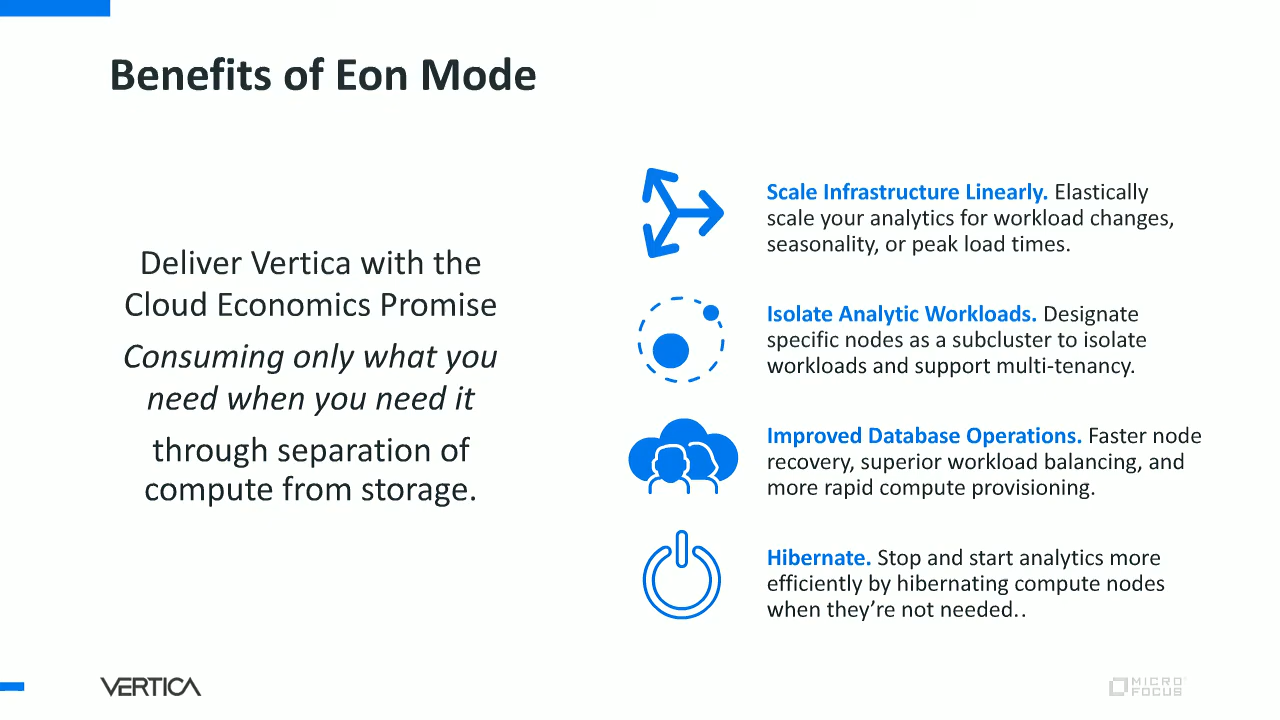 Benefits of Eon Mode
Deliver Vertica with the
Cloud Economics Promise
Consuming only what you
need when you need it
through separation of
compute from storage.
Scale Infrastructure Linearly. Elastically
scale your analytics for workload changes,
seasonality, or peak load times.
Isolate Analytic Workloads. Designate
specific nodes as a subcluster to isolate
workloads and support multi-tenancy.
Improved Database Operations. Faster node
recovery, superior workload balancing, and
more rapid compute provisioning.
Hibernate. Stop and start analytics more
efficiently by hibernating compute nodes
when they’re not needed..
VERTICA
MICRO
FOCUS